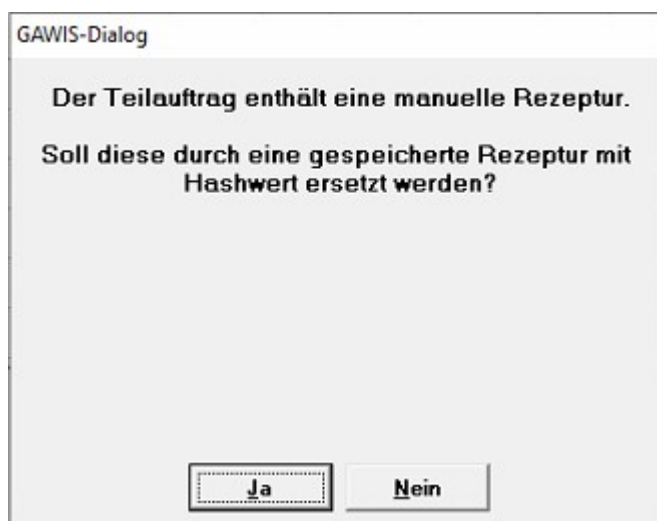 GAWIS-Dialog
Der Teilauftrag enthält eine manuelle Rezeptur.
Soll diese durch eine gespeicherte Rezeptur mit
Hashwert ersetzt werden?
Ja
Nein